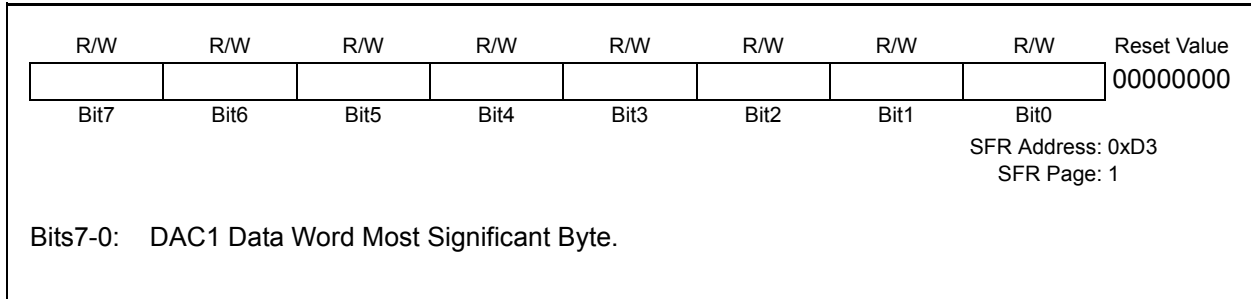 R/W R/W R/W R/W R/W R/W R/W R/W Reset Value
00000000
Bit7 Bit6 Bit5 Bit4 Bit3 Bit2 Bit1 Bit0
SFR Address: 0xD3
SFR Page: 1
Bits7-0: DAC1 Data Word Most Significant Byte.